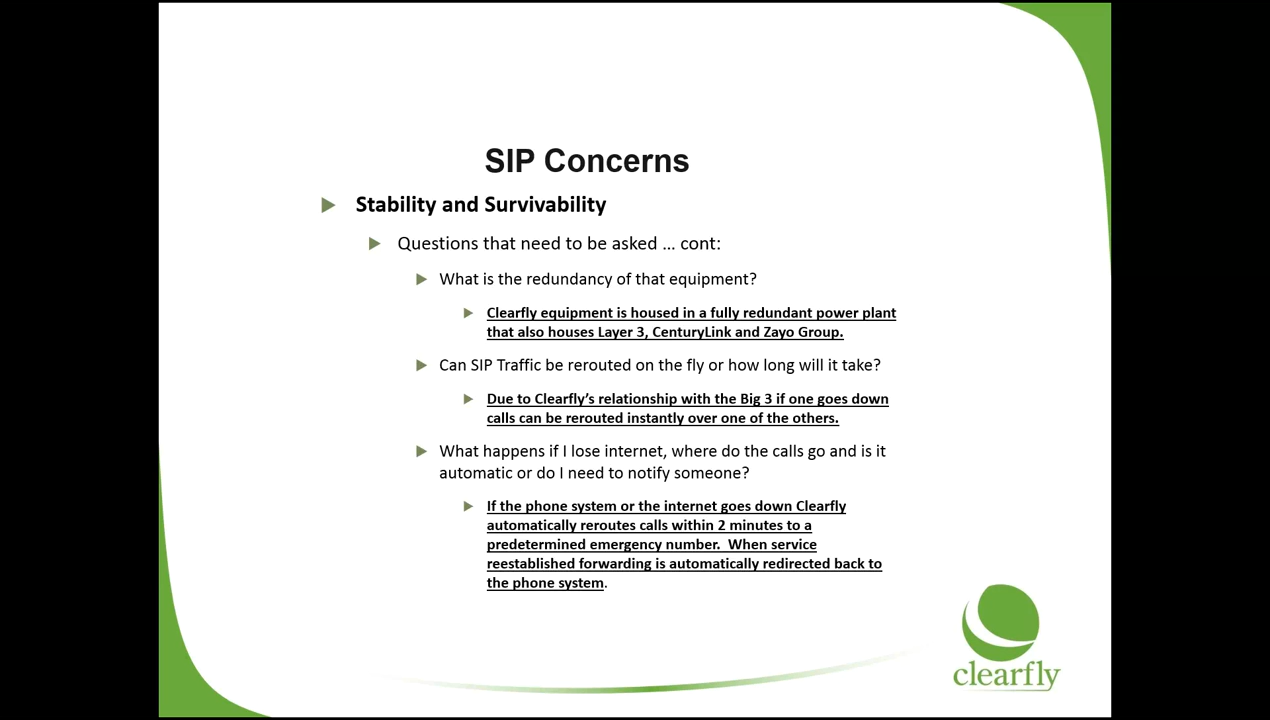 SIP Concerns
Stability and Survivability
Questions that need to be asked ... cont:
What is the redundancy of that equipment?
Clearfly equipment is housed in a fully redundant power plant
that also houses Layer 3, CenturyLink and Zayo Group.
Can SIP Traffic be rerouted on the fly or how long will it take?
Due to Clearfly's relationship with the Big 3 if one goes down
calls can be rerouted instantly over one of the others.
What happens if I lose internet, where do the calls go and is it
automatic or do I need to notify someone?
If the phone system or the internet goes down Clearfly
automatically reroutes calls within 2 minutes to a
predetermined emergency number.  When service
reestablished forwarding is automatically redirected back to
the phone system.
clearfly